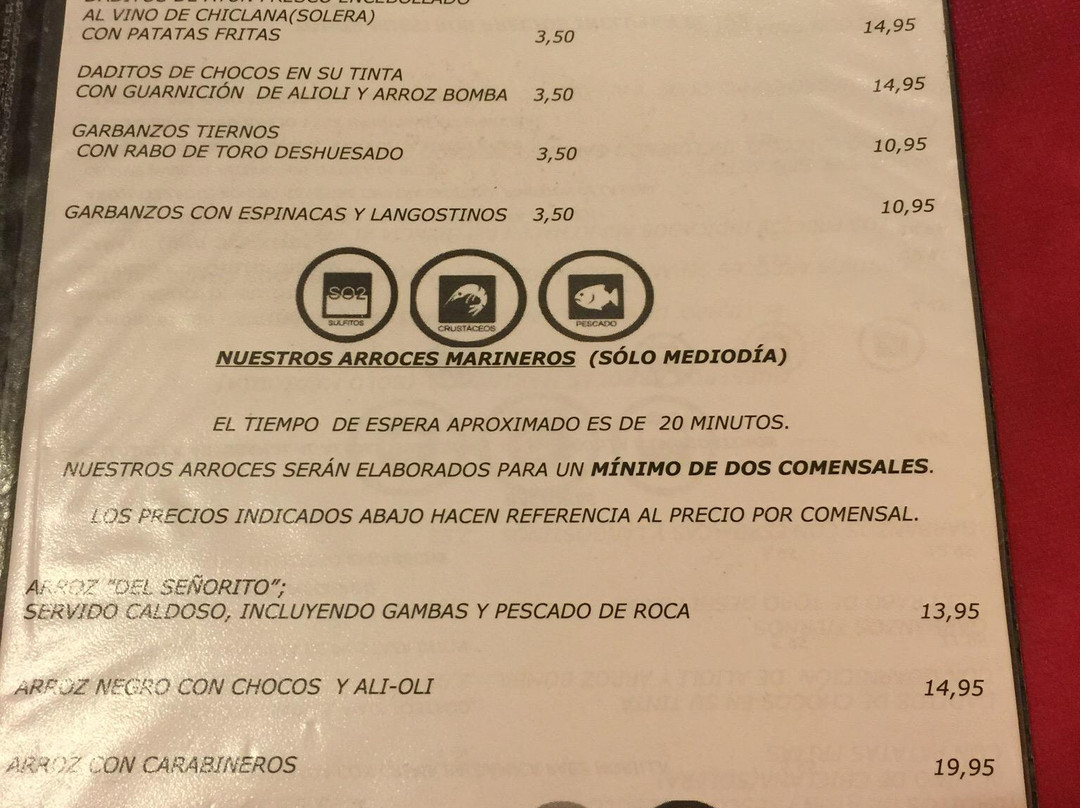 DADITOS DE ATÚN FRESCO ENCEBOLLADO
AL VINO DE CHICLANA(SOLERA)
CON PATATAS FRITAS 3,50 14,95
DADITOS DE CHOCOS EN SU TINTA
CON GUARNICIÓN DE ALIOLI Y ARROZ BOMBA 3,50 14,95
GARBANZOS TIERNOS
CON RABO DE TORO DESHUESADO 3,50 10,95
GARBANZOS CON ESPINACAS Y LANGOSTINOS 3,50 10,95
SO2
SULFITOS CRUSTÁCEOS PESCADO
NUESTROS ARROCES MARINEROS (SÓLO MEDIODÍA)
EL TIEMPO DE ESPERA APROXIMADO ES DE 20 MINUTOS.
NUESTROS ARROCES SERÁN ELABORADOS PARA UN MÍNIMO DE DOS COMENSALES.
LOS PRECIOS INDICADOS ABAJO HACEN REFERENCIA AL PRECIO POR COMENSAL.
ARROZ "DEL SEÑORITO";
SERVIDO CALDOSO, INCLUYENDO GAMBAS Y PESCADO DE ROCA 13,95
ARROZ NEGRO CON CHOCOS Y ALI-OLI 14,95
ARROZ CON CARABINEROS 19,95